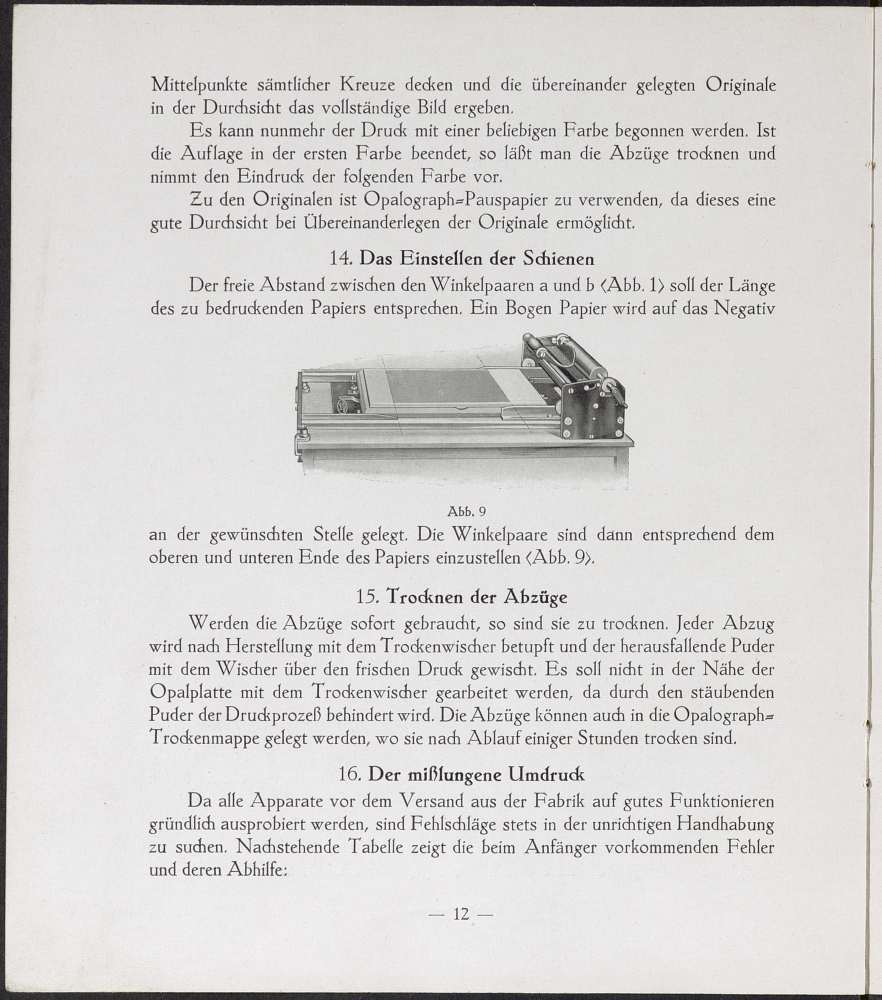 Mittelpunkte sämtlicher Kreuze decken und die übereinander gelegten Originale
in der Durchsicht das vollständige Bild ergeben.
Es kann nunmehr der Druck mit einer beliebigen Farbe begonnen werden. Ist
die Auflage in der ersten Farbe beendet, so läßt man die Abzüge trocknen und
nimmt den Eindruck der folgenden Farbe vor.
Zu den Originalen ist Opalograph-Pauspapier zu verwenden, da dieses eine
gute Durchsicht bei Übereinanderlegen der Originale ermöglicht.
14. Das Einstellen der Schienen
Der freie Abstand zwischen den Winkelpaaren a und b (Abb. 1) soll der Länge
des zu bedruckenden Papiers entsprechen. Ein Bogen Papier wird auf das Negativ
Abb. 9
an der gewünschten Stelle gelegt. Die Winkelpaare sind dann entsprechend dem
oberen und unteren Ende des Papiers einzustellen (Abb. 9).
15. Trocknen der Abzüge
Werden die Abzüge sofort gebraucht, so sind sie zu trocknen. Jeder Abzug
wird nach Herstellung mit dem Trockenwischer betupft und der herausfallende Puder
mit dem Wischer über den frischen Druck gewischt. Es soll nicht in der Nähe der
Opalplatte mit dem Trockenwischer gearbeitet werden, da durch den stäubenden
Puder der Druckprozeß behindert wird. Die Abzüge können auch in die Opalograph-
Trockenmappe gelegt werden, wo sie nach Ablauf einiger Stunden trocken sind.
16. Der mißlungene Umdruck
Da alle Apparate vor dem Versand aus der Fabrik auf gutes Funktionieren
gründlich ausprobiert werden, sind Fehlschläge stets in der unrichtigen Handhabung
zu suchen. Nachstehende Tabelle zeigt die beim Anfänger vorkommenden Fehler
und deren Abhilfe:
— 12 —